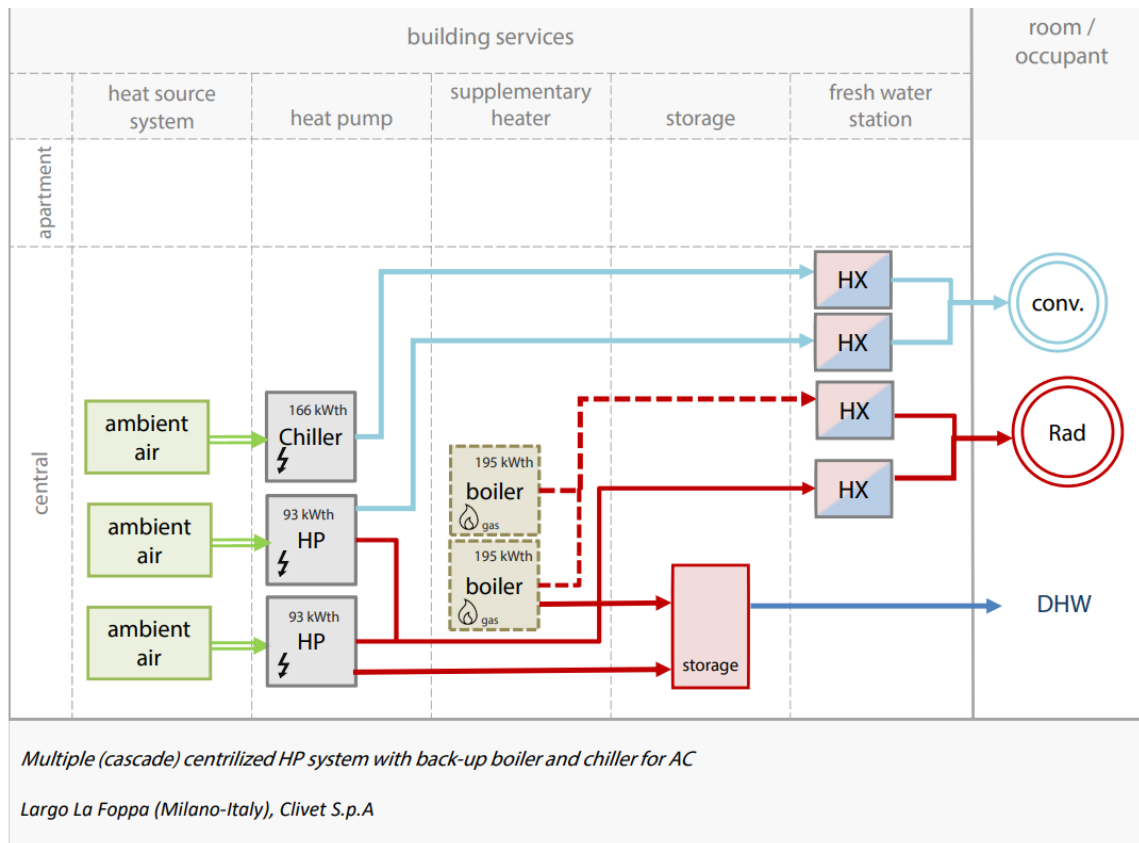 building services
room /
occupant
heat source
system
heat pump
supplementary
heater
storage
fresh water
station
apartment
central
HX
conv.
HX
ambient
air
166 kWth
Chiller
HX
Rad
195 kWth
boiler
gas
HX
ambient
air
93 kWth
HP
195 kWth
boiler
gas
ambient
air
93 kWth
HP
storage
DHW
Multiple (cascade) centrilized HP system with back-up boiler and chiller for AC
Largo La Foppa (Milano-Italy), Clivet S.p.A